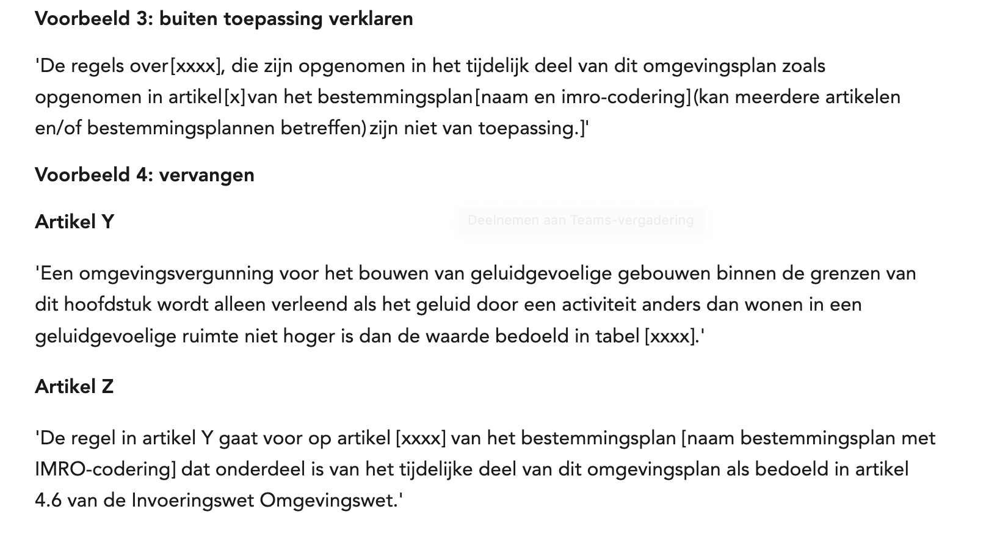 Voorbeeld 3: buiten toepassing verklaren
'De regels over[xxxx], die zijn opgenomen in het tijdelijk deel van dit omgevingsplan zoals
opgenomen in artikel[x]van het bestemmingsplan[naam en imro-codering](kan meerdere artikelen
en/of bestemmingsplannen betreffen)zijn niet van toepassing.]'
Voorbeeld 4: vervangen
Artikel Y
Deelnemen aan Teams-vergadering
'Een omgevingsvergunning voor het bouwen van geluidgevoelige gebouwen binnen de grenzen van
dit hoofdstuk wordt alleen verleend als het geluid door een activiteit anders dan wonen in een
geluidgevoelige ruimte niet hoger is dan de waarde bedoeld in tabel [xxxx].'
Artikel Z
'De regel in artikel Y gaat voor op artikel [xxxx] van het bestemmingsplan [naam bestemmingsplan met
IMRO-codering] dat onderdeel is van het tijdelijke deel van dit omgevingsplan als bedoeld in artikel
4.6 van de Invoeringswet Omgevingswet.'